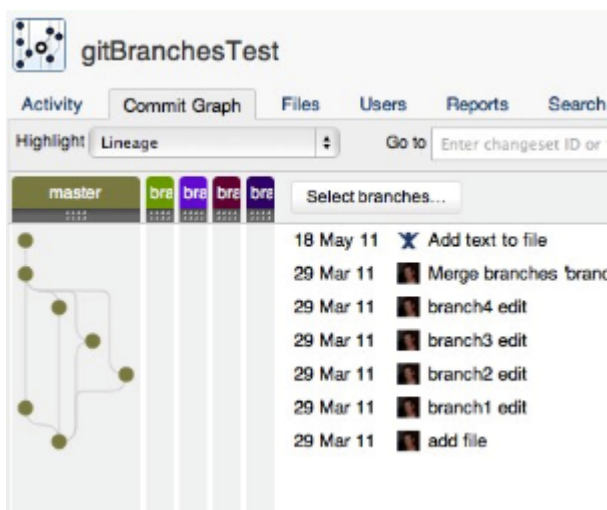 gitBranchesTest
Activity Commit Graph Files Users Reports Search
Highlight Lineage Go to Enter changeset ID or
master bra bra bra bra Select branches...
18 May 11 Add text to file
29 Mar 11 Merge branches 'branc
29 Mar 11 branch4 edit
29 Mar 11 branch3 edit
29 Mar 11 branch2 edit
29 Mar 11 branch1 edit
29 Mar 11 add file